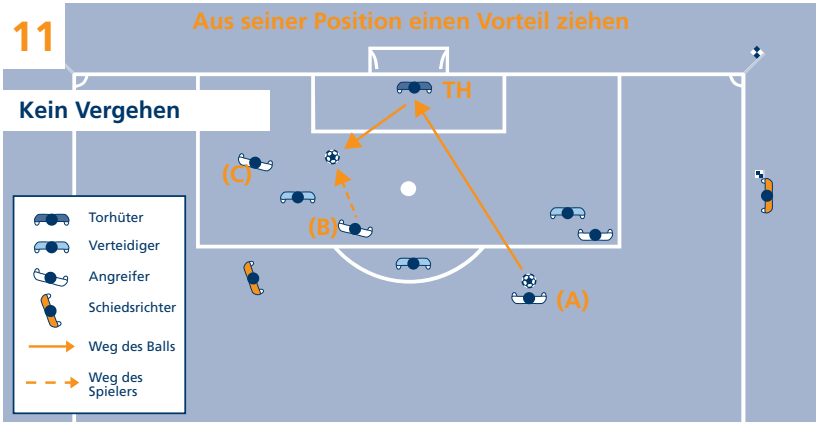 11
Aus seiner Position einen Vorteil ziehen
Kein Vergehen
TH
(C)
(B)
(A)
Torhüter
Verteidiger
Angreifer
Schiedsrichter
Weg des Balls
Weg des
Spielers